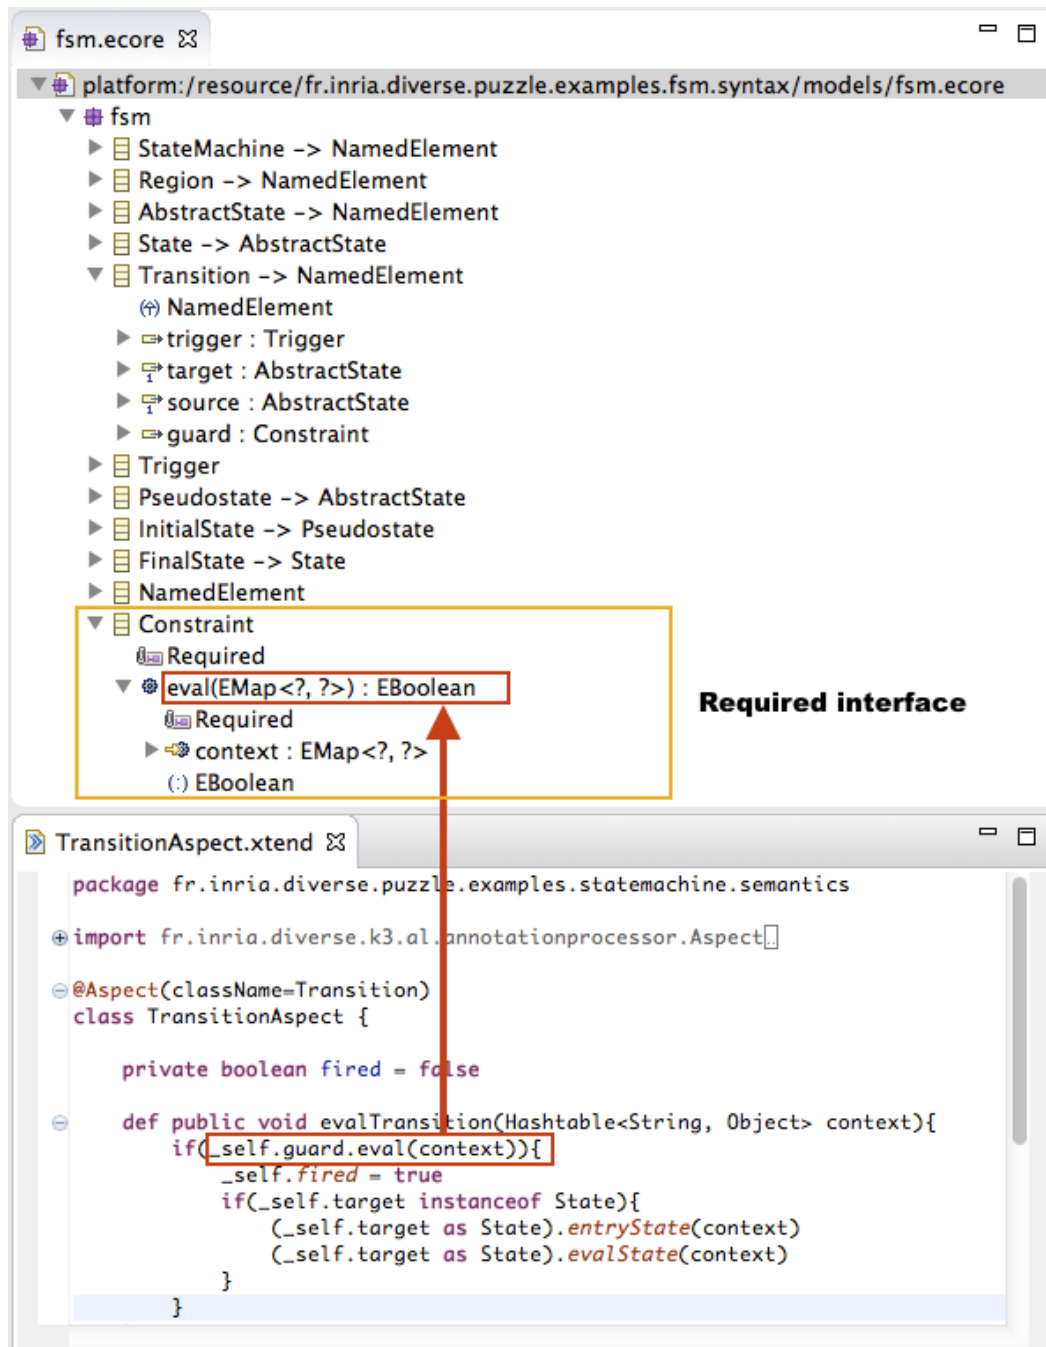 fsm.ecore
platform:/resource/fr.inria.diverse.puzzle.examples.fsm.syntax/models/fsm.ecore
fsm
StateMachine -> NamedElement
Region -> NamedElement
AbstractState -> NamedElement
State -> AbstractState
Transition -> NamedElement
NamedElement
trigger : Trigger
target : AbstractState
source : AbstractState
guard : Constraint
Trigger
Pseudostate -> AbstractState
InitialState -> Pseudostate
FinalState -> State
NamedElement
Constraint
Required
eval(EMap<?, ?>) : EBoolean
Required interface
Required
context : EMap<?, ?>
EBoolean
TransitionAspect.xtend
package fr.inria.diverse.puzzle.examples.statemachine.semantics
import fr.inria.diverse.k3.al.annotationprocessor.Aspect
@Aspect(className=Transition)
class TransitionAspect {
private boolean fired = false
def public void evalTransition(Hashtable<String, Object> context){
if(_self.guard.eval(context)){
_self.fired = true
if(_self.target instanceof State){
(_self.target as State).entryState(context)
(_self.target as State).evalState(context)
}
}